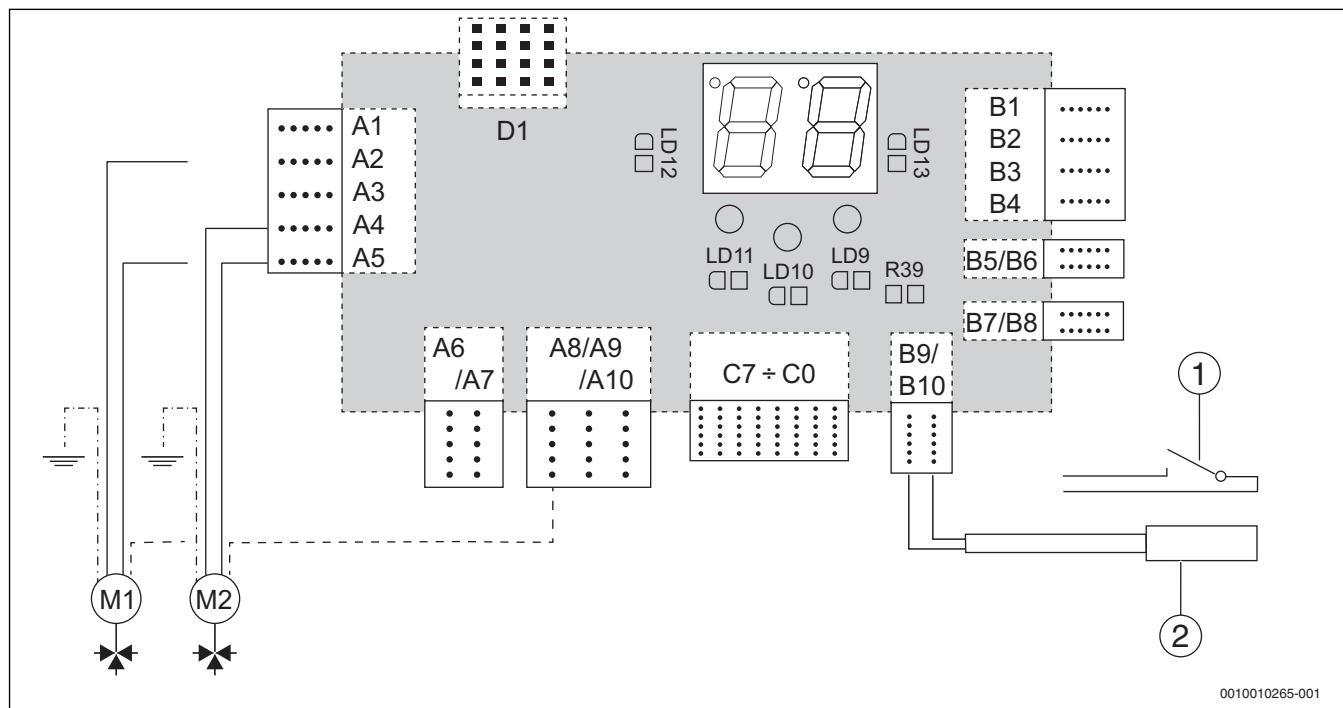 D1
A1
A2
A3
A4
A5
LD12
LD13
B1
B2
B3
B4
LD11
LD10
LD9
R39
B5/B6
B7/B8
A6
/A7
A8/A9
/A10
C7 ÷ C0
B9/
B10
1
2
M1
M2
0010010265-001